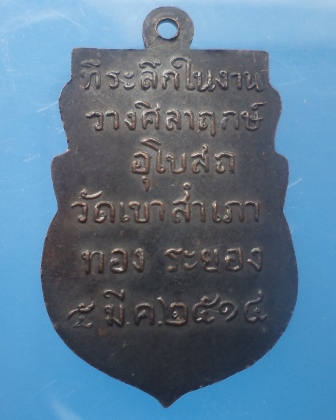 ที่ระลึกในงาน
วางศิลาฤกษ์
อุโบสถ
วัดเขาสำเภา
ทอง ระยอง
๕ มี.ค.๒๕๑๔